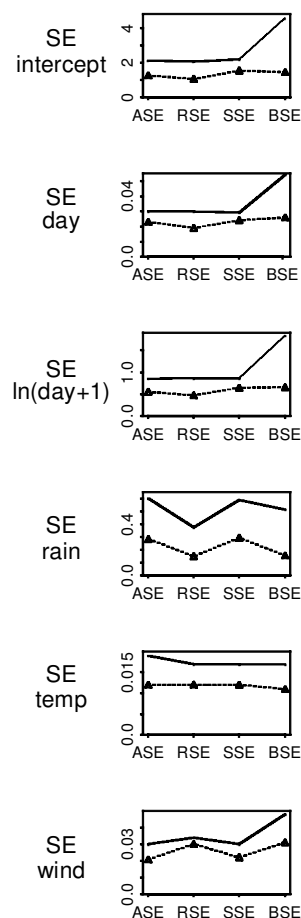 SE
intercept
0 2 4
ASE RSE SSE BSE
SE
day
0.0 0.04
ASE RSE SSE BSE
SE
ln(day+1)
0.0 1.0
ASE RSE SSE BSE
SE
rain
0.0 0.4
ASE RSE SSE BSE
SE
temp
0.0 0.015
ASE RSE SSE BSE
SE
wind
0.0 0.03
ASE RSE SSE BSE